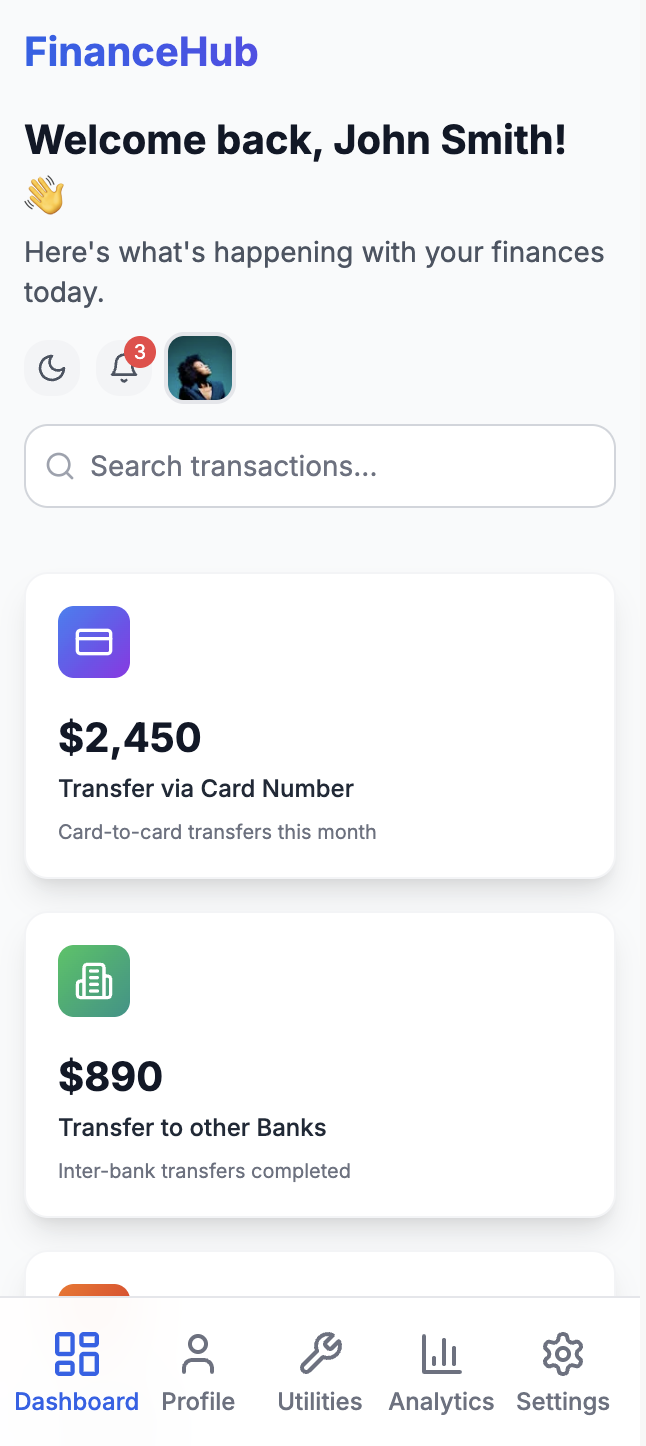 FinanceHub
Welcome back, John Smith!
👋
Here's what's happening with your finances
today.
3
Search transactions...
$2,450
Transfer via Card Number
Card-to-card transfers this month
$890
Transfer to other Banks
Inter-bank transfers completed
Dashboard Profile Utilities Analytics Settings